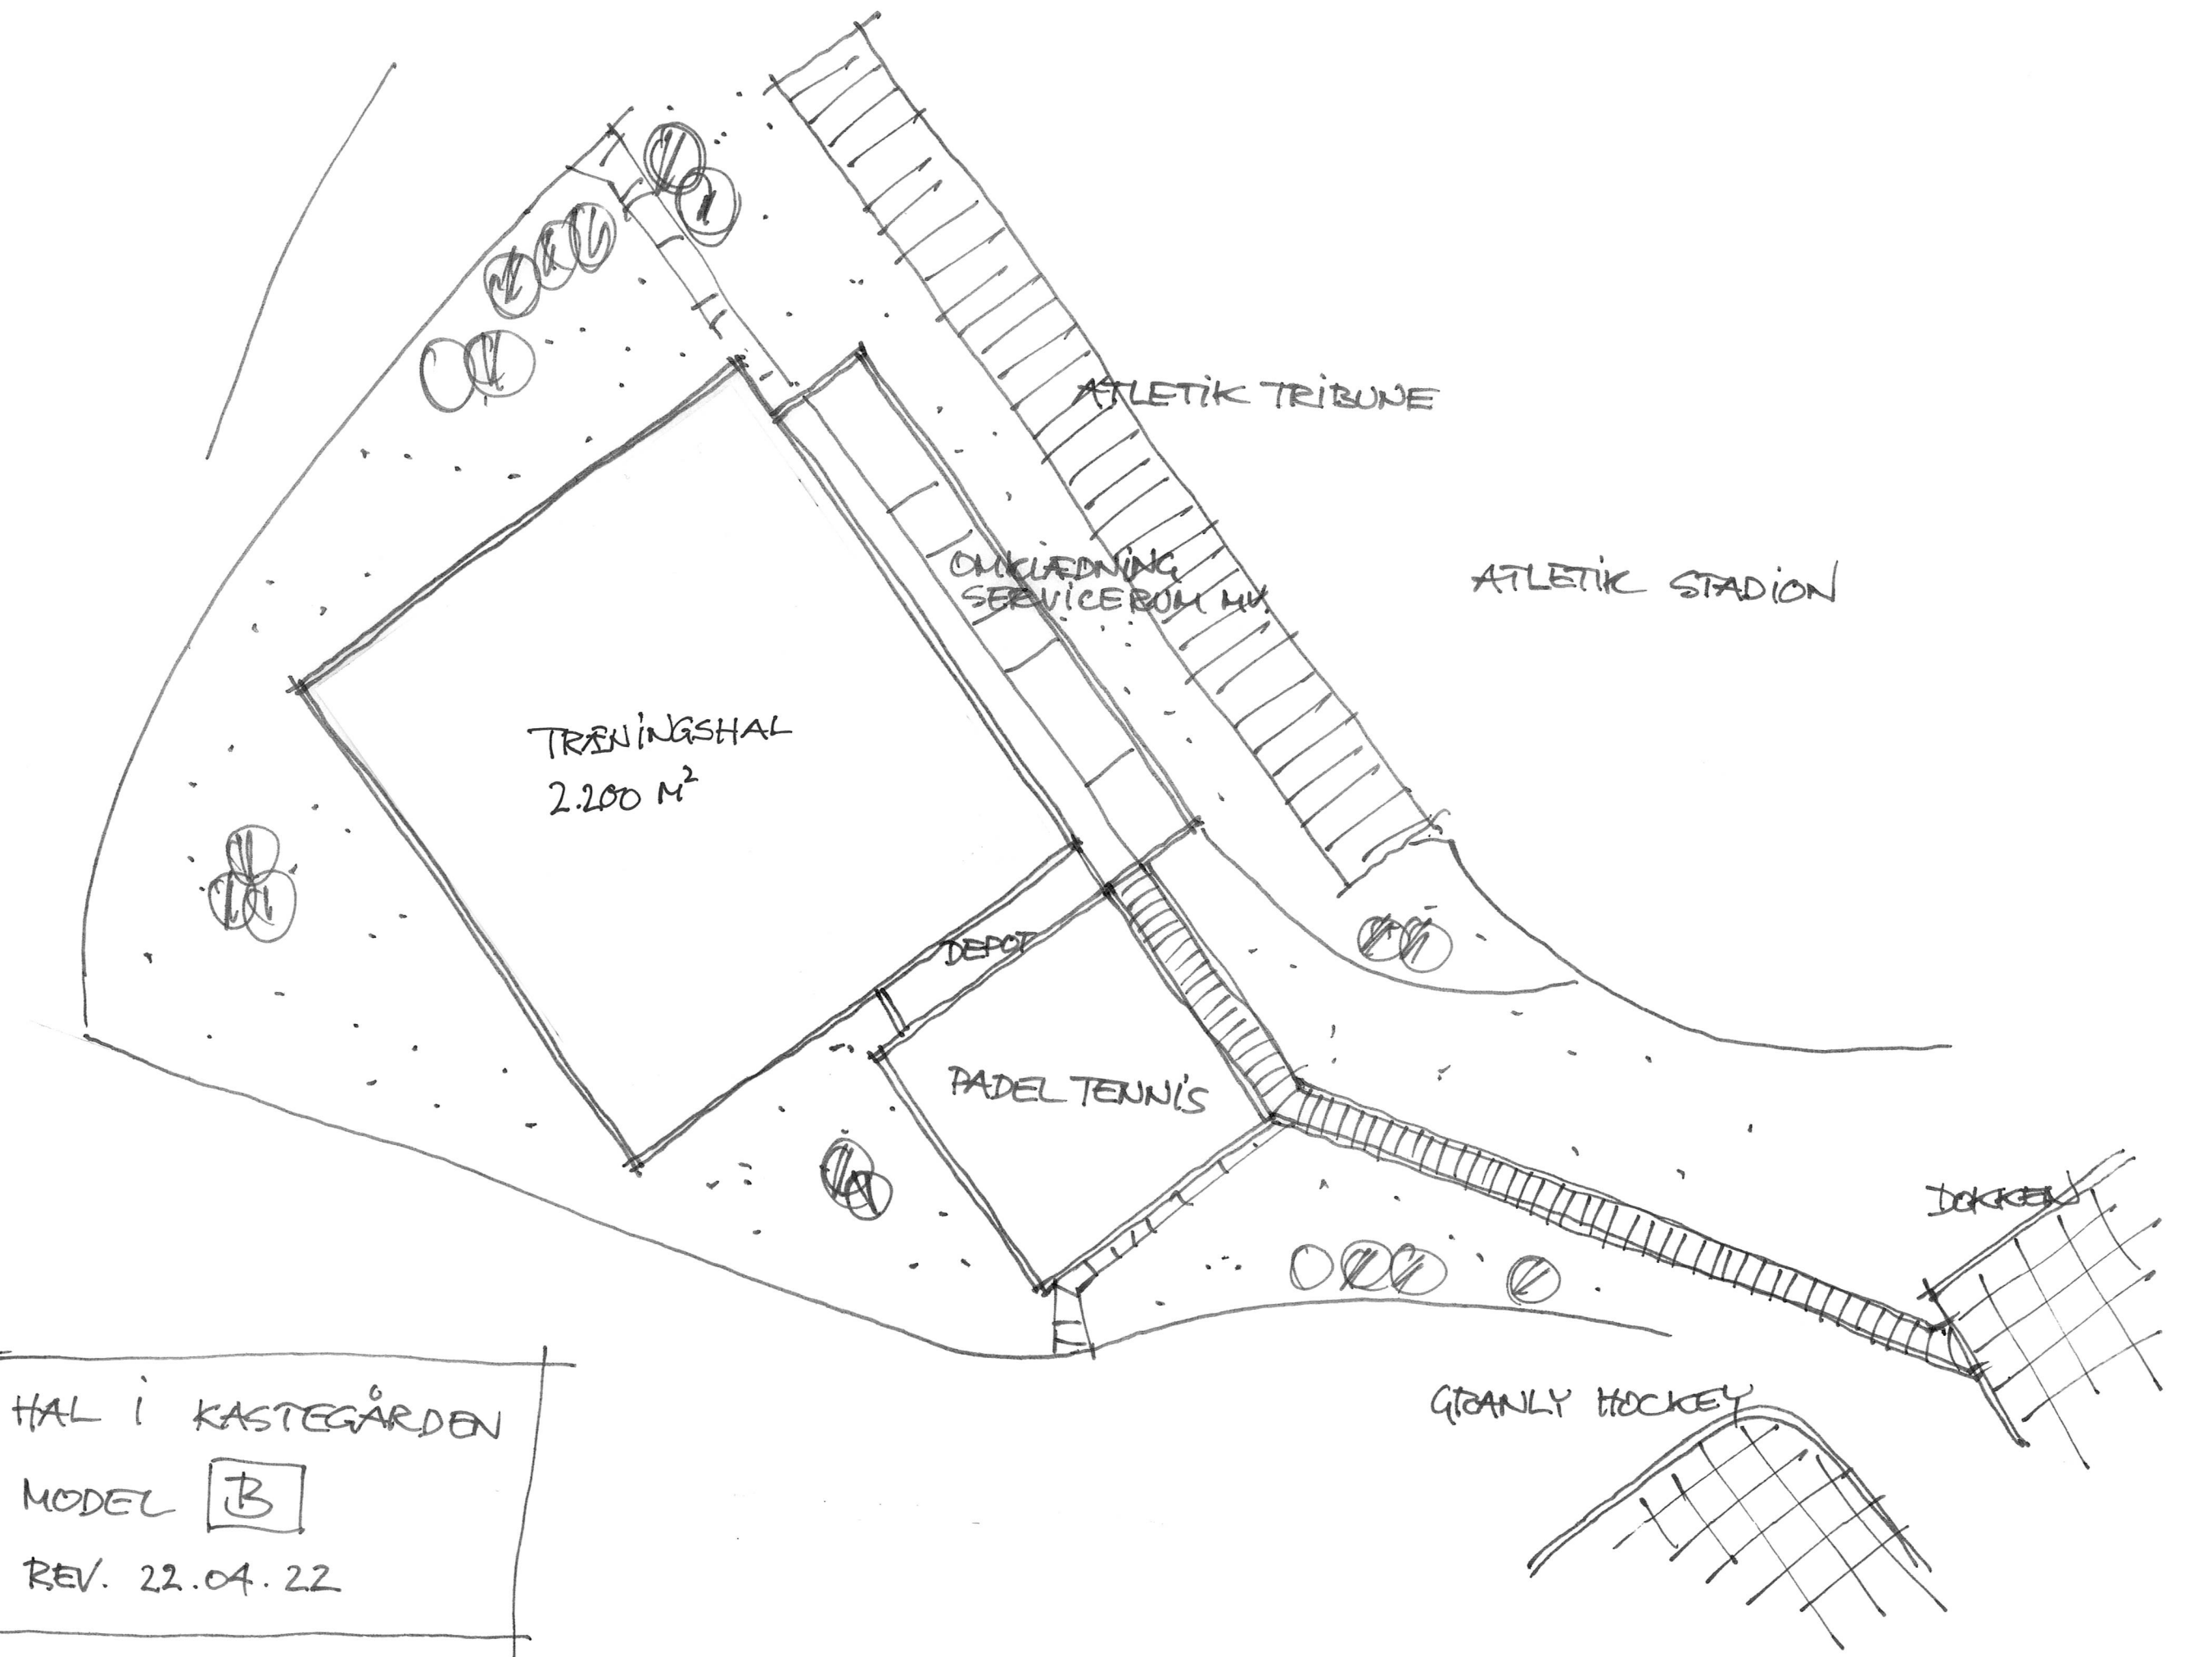 ATLETIK TRIBUNE
OMKLÆDNING
SERVICERUM MV.
ATLETIK STADION
TRÆNINGSHAL
2.200 M²
DEPOT
PADEL TENNIS
DOKKEN
GRANLY HOCKEY
HAL I KASTEGÅRDEN
MODEL B
REV. 22.04.22